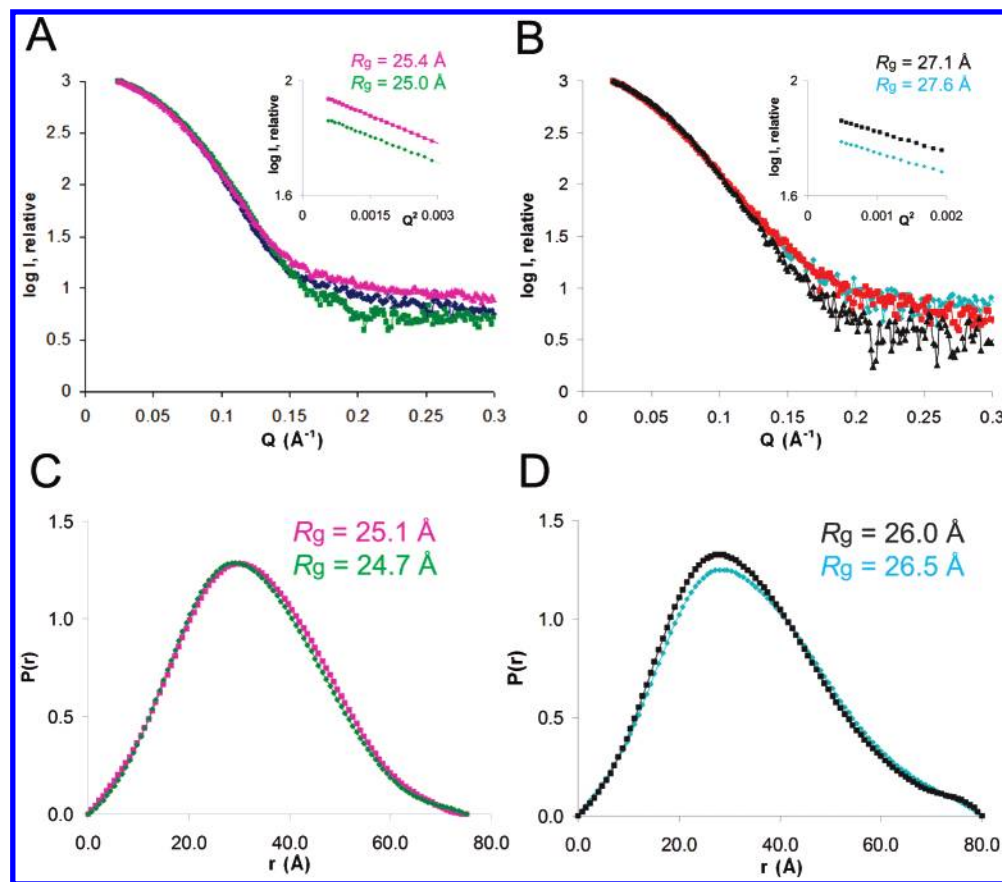 A
Rg = 25.4 Å
Rg = 25.0 Å
log I, relative
3
2.5
2
1.5
1
0.5
0
0
0.05
0.1
0.15
0.2
0.25
0.3
Q (Å⁻¹)
log I, relative
2
1.6
0
0.0015
Q²
0.003
B
Rg = 27.1 Å
Rg = 27.6 Å
log I, relative
3
2.5
2
1.5
1
0.5
0
0
0.05
0.1
0.15
0.2
0.25
0.3
Q (Å⁻¹)
log I, relative
2
1.6
0
0.001
Q²
0.002
C
Rg = 25.1 Å
Rg = 24.7 Å
P(r)
1.5
1.0
0.5
0.0
0.0
20.0
40.0
60.0
80.0
r (Å)
D
Rg = 26.0 Å
Rg = 26.5 Å
P(r)
1.5
1.0
0.5
0.0
0.0
20.0
40.0
60.0
80.0
r (Å)